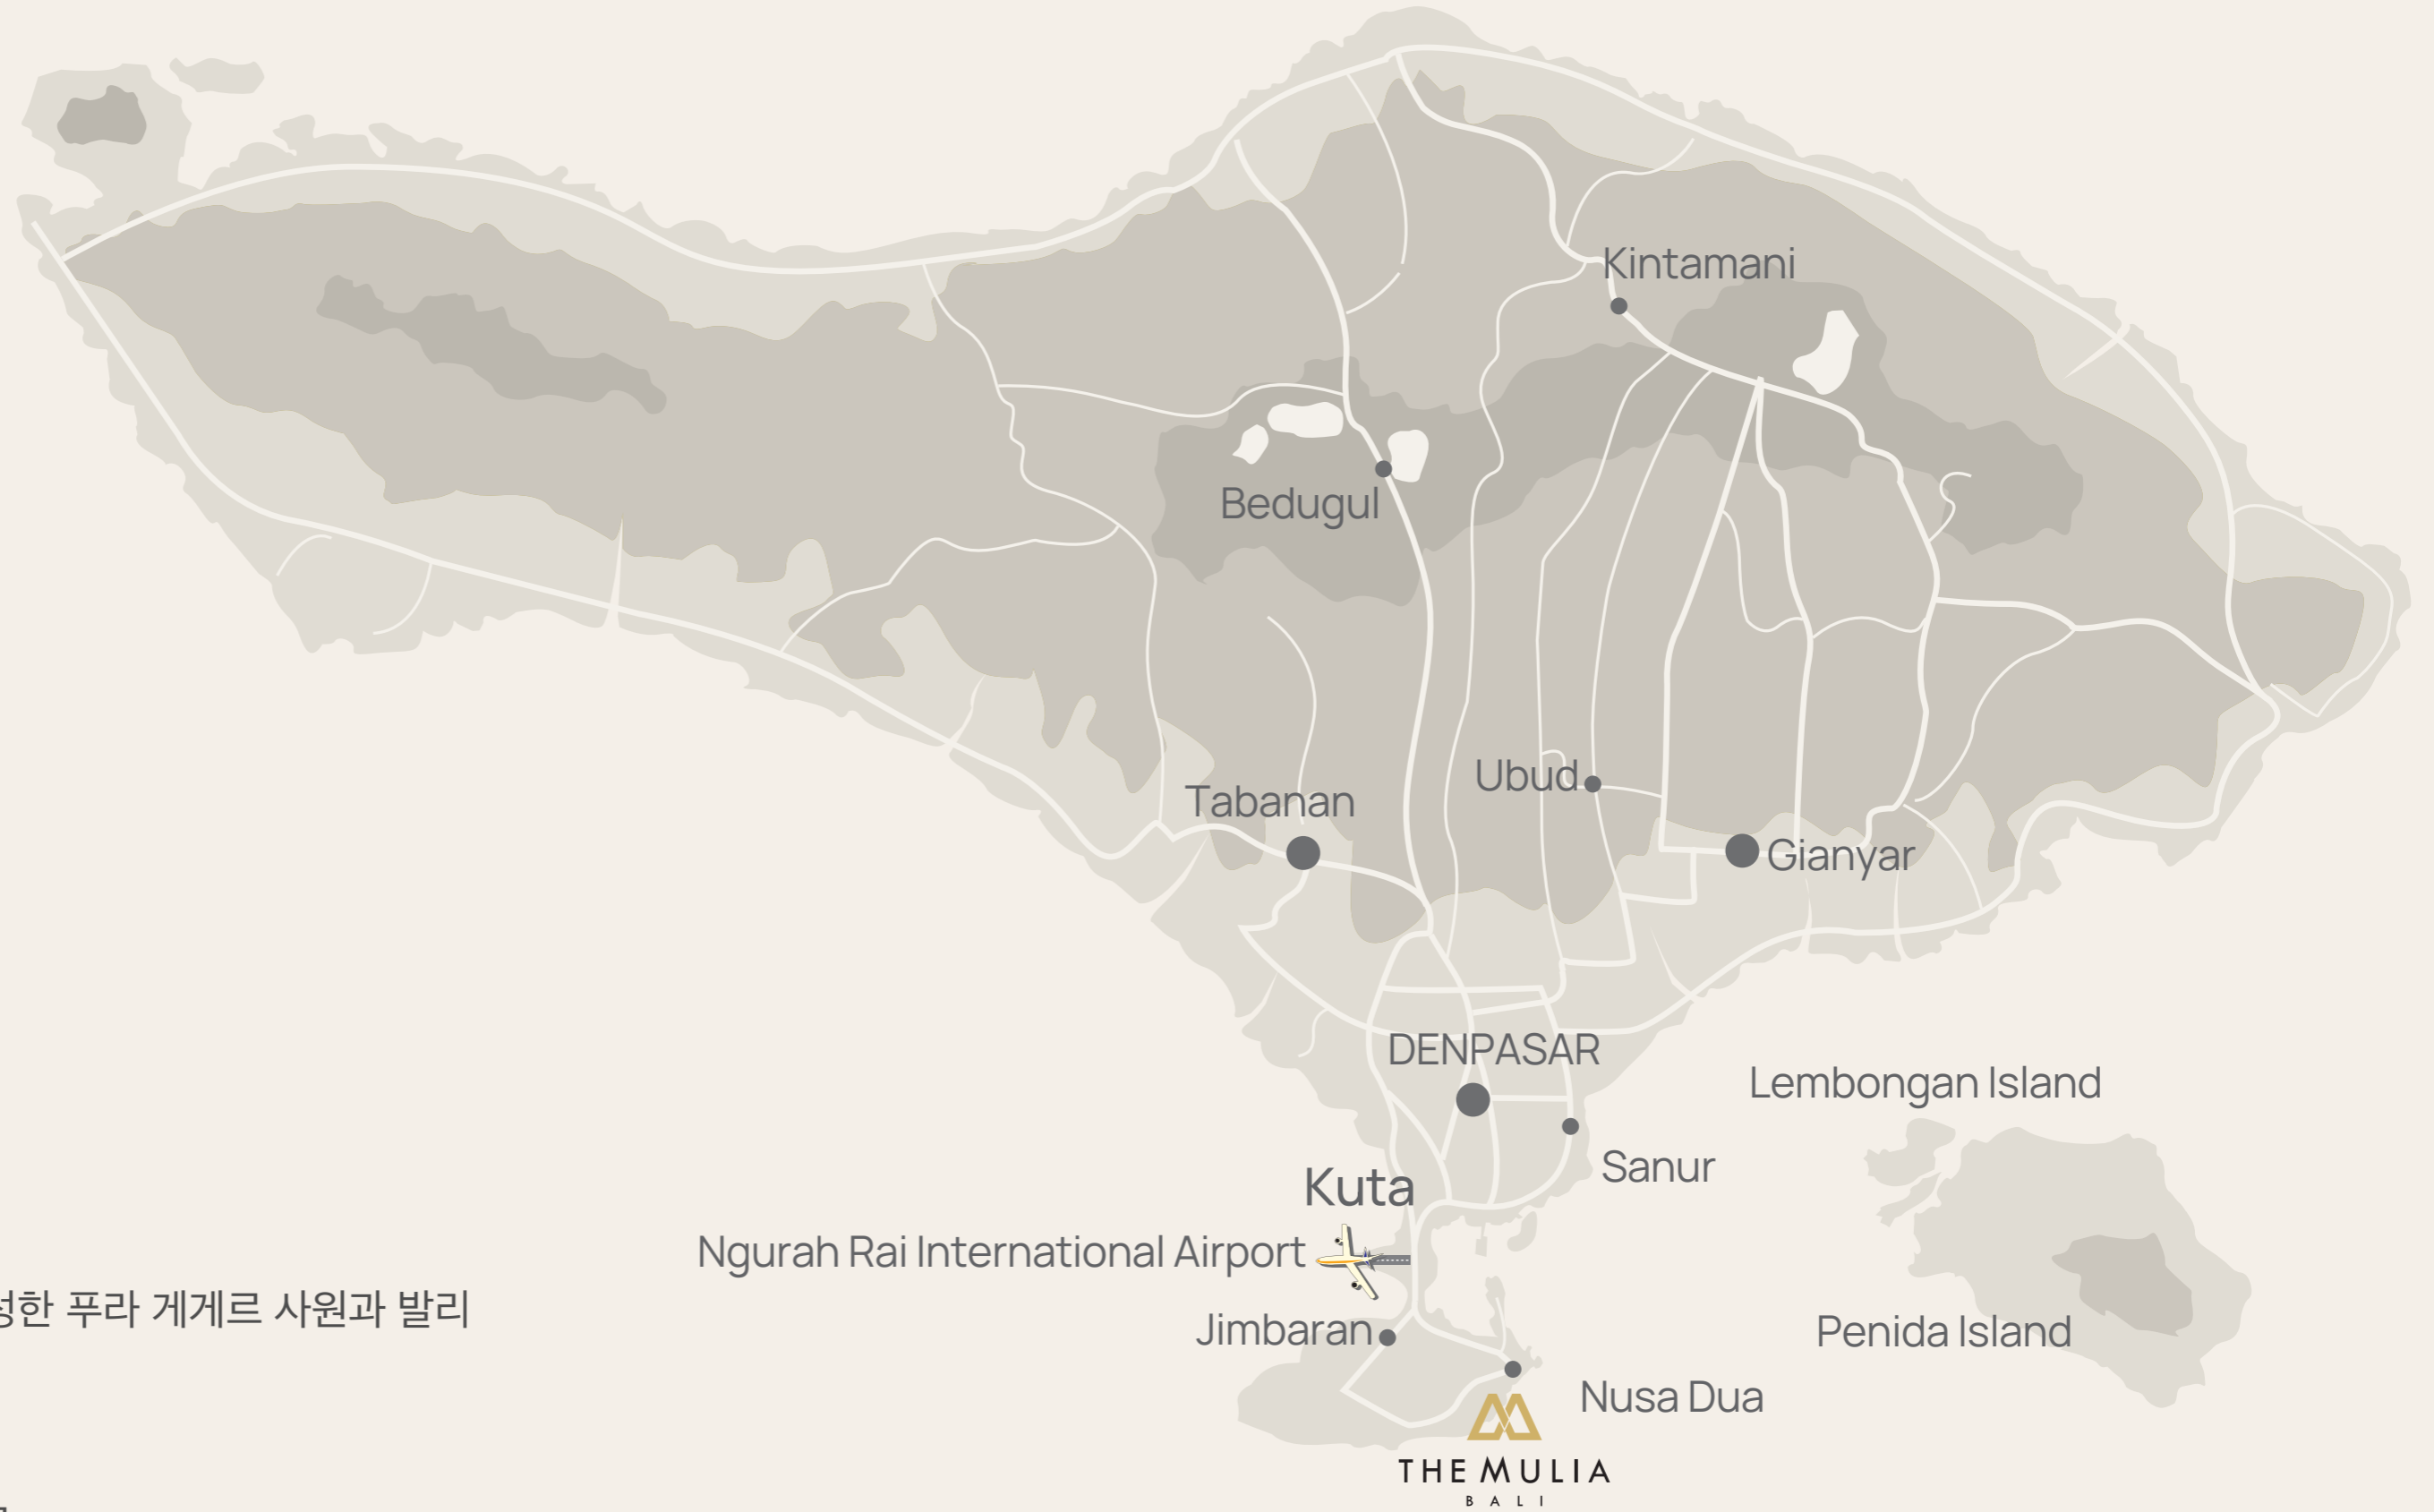 Kintamani
Bedugul
Ubud
Tabanan
Gianyar
DENPASAR
Lembongan Island
Sanur
Kuta
Ngurah Rai International Airport
푸라 게게르 사원과 발리
Jimbaran
Penida Island
Nusa Dua
THE MULIA
BALI